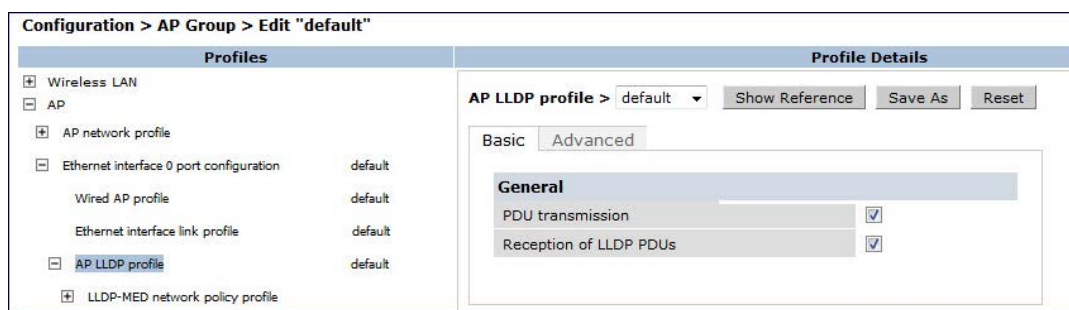 Configuration > AP Group > Edit "default"
Profiles
Wireless LAN
AP
AP network profile
Ethernet interface 0 port configuration default
Wired AP profile default
Ethernet interface link profile default
AP LLDP profile default
LLDP-MED network policy profile
Profile Details
AP LLDP profile > default Show Reference Save As Reset
Basic Advanced
General
PDU transmission
Reception of LLDP PDUs